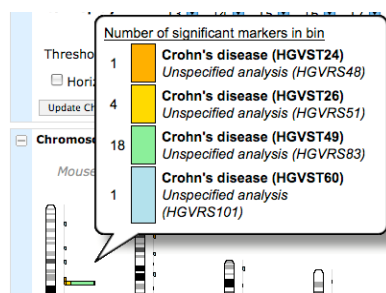 Number of significant markers in bin
1 Crohn's disease (HGVST24)
Unspecified analysis (HGVRS48)
4 Crohn's disease (HGVST26)
Unspecified analysis (HGVRS51)
18 Crohn's disease (HGVST49)
Unspecified analysis (HGVRS83)
1 Crohn's disease (HGVST60)
Unspecified analysis
(HGVRS101)
Thresho
Horiz
Update Ch
Chromos
Mouse